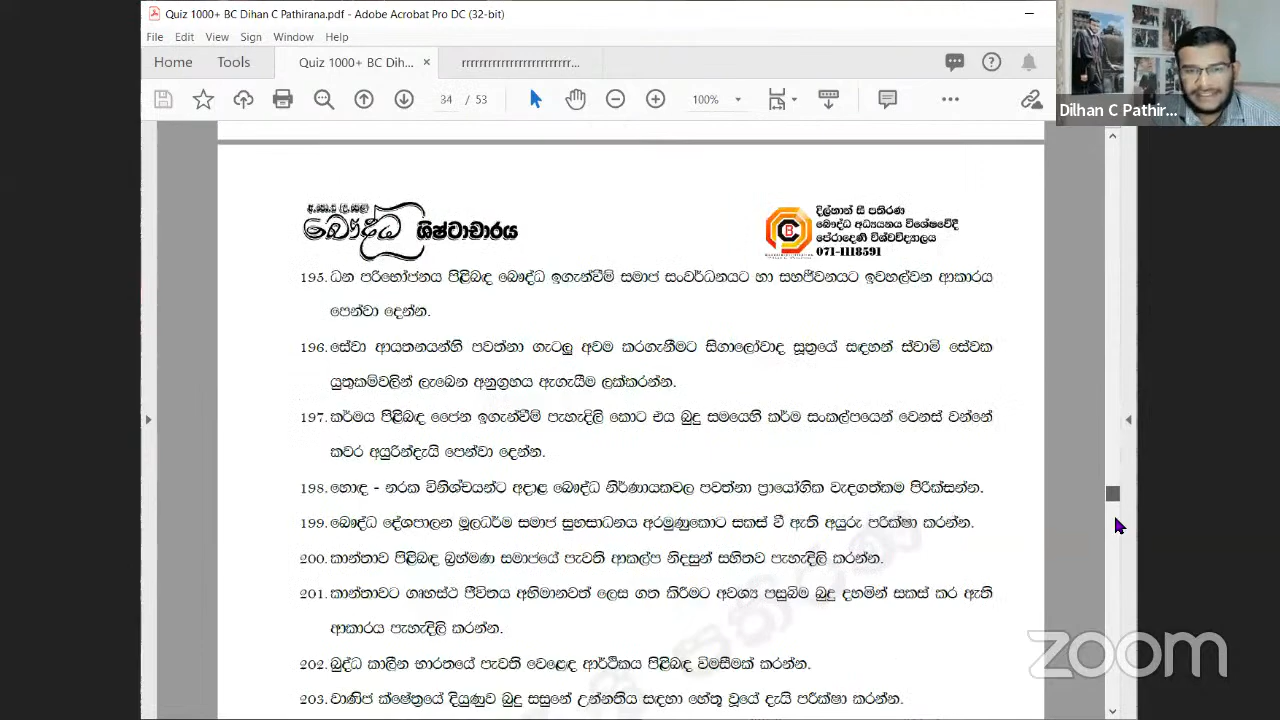 Quiz 1000+ BC Dihan C Pathirana.pdf - Adobe Acrobat Pro DC (32-bit)
File Edit View Sign Window Help
Home Tools Quiz 1000+ BC Dih... × rrrrrrrrrrrrrrrrrrrrrrrr...
34 / 53 100%
Dilhan C Pathir...
අ.පො.ස (උ.පෙළ)
බෞද්ධ ශිෂ්ටාචාරය
දිල්හාන් සී පතිරණ
බෞද්ධ අධ්‍යයනය විශේෂවේදී
පේරාදෙණි විශ්වවිද්‍යාලය
071-1118591
195. ධන පරිභෝජනය පිළිබඳ බෞද්ධ ඉගැන්වීම් සමාජ සංවර්ධනයට හා සහජීවනයට ඉවහල්වන ආකාරය
පෙන්වා දෙන්න.
196. සේවා ආයතනයන්හි පවත්නා ගැටලු අවම කරගැනීමට සිගාලෝවාද සූත්‍රයේ සඳහන් ස්වාමි සේවක
යුතුකම්වලින් ලැබෙන අනුග්‍රහය ඇගැයීම ලක්කරන්න.
197. කර්මය පිළිබඳ ජෛන ඉගැන්වීම් පැහැදිලි කොට එය බුදු සමයෙහි කර්ම සංකල්පයෙන් වෙනස් වන්නේ
කවර අයුරින්දැයි පෙන්වා දෙන්න.
198. හොඳ - නරක විනිශ්චයන්ට අදාළ බෞද්ධ නිර්ණායකවල පවත්නා ප්‍රායෝගික වැදගත්කම පිරික්සන්න.
199. බෞද්ධ දේශපාලන මූලධර්ම සමාජ සුභසාධනය අරමුණුකොට සකස් වී ඇති අයුරු පරීක්ෂා කරන්න.
200. කාන්තාව පිළිබඳ බ්‍රහ්මණ සමාජයේ පැවති ආකල්ප නිදසුන් සහිතව පැහැදිලි කරන්න.
201. කාන්තාවට ගෘහස්ථ ජීවිතය අභිමානවත් ලෙස ගත කිරීමට අවශ්‍ය පසුබිම බුදු දහමින් සකස් කර ඇති
ආකාරය පැහැදිලි කරන්න.
202. බුද්ධ කාලීන භාරතයේ පැවති වෙළෙඳ ආර්ථිකය පිළිබඳ විමසීමක් කරන්න.
203. වාණිජ ක්ෂේත්‍රයේ දියුණුව බුදු සසුනේ උන්නතිය සඳහා හේතු වූයේ දැයි පරීක්ෂා කරන්න.
zoom